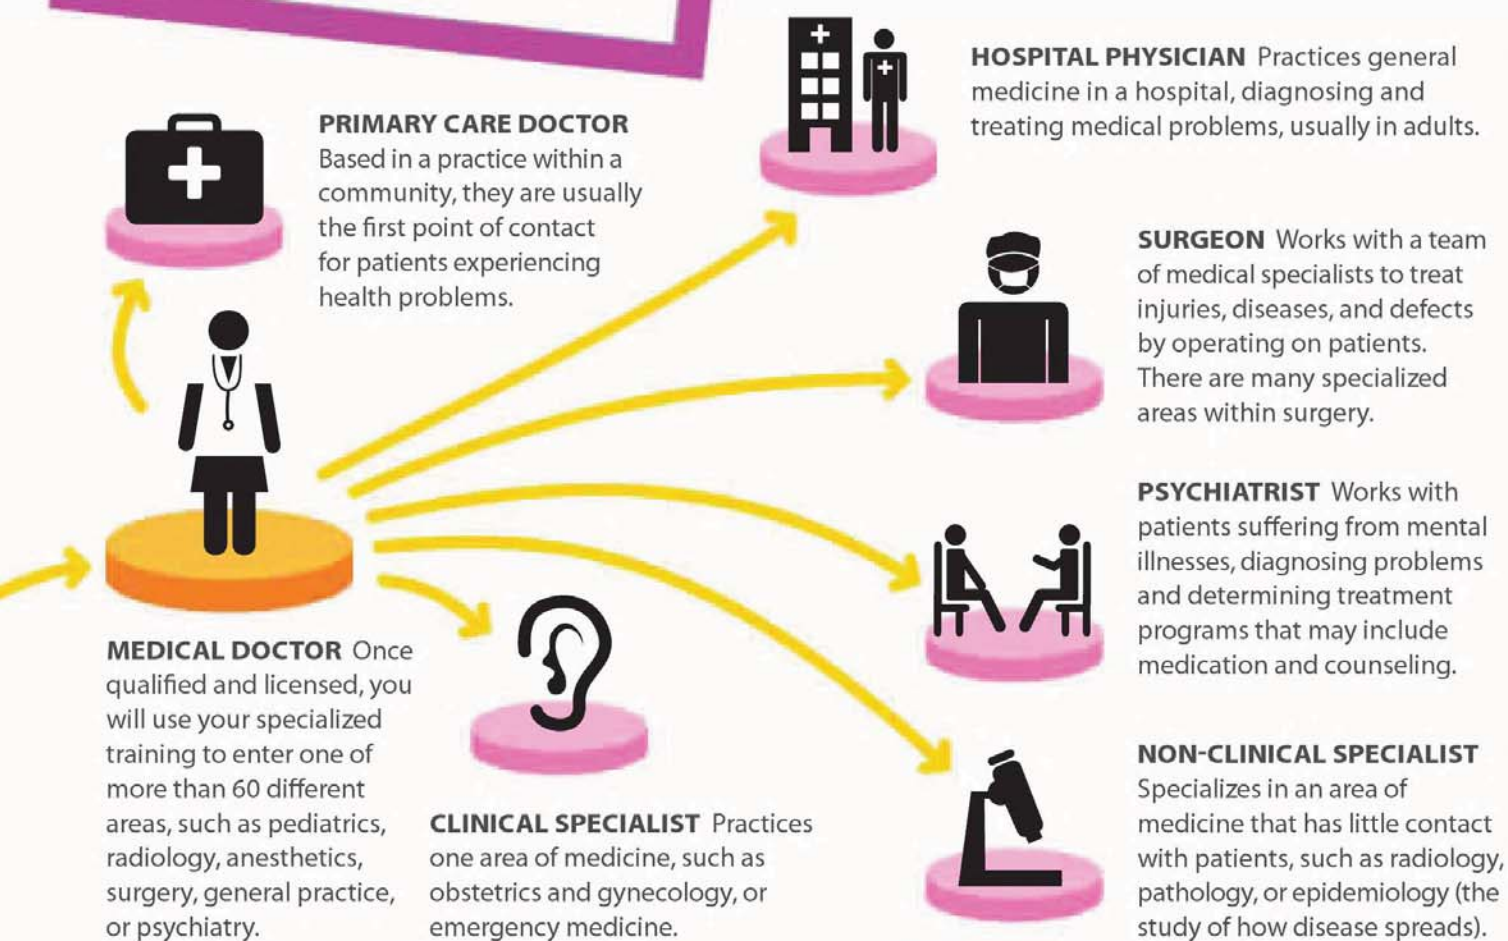 PRIMARY CARE DOCTOR
Based in a practice within a
community, they are usually
the first point of contact
for patients experiencing
health problems.
HOSPITAL PHYSICIAN Practices general
medicine in a hospital, diagnosing and
treating medical problems, usually in adults.
SURGEON Works with a team
of medical specialists to treat
injuries, diseases, and defects
by operating on patients.
There are many specialized
areas within surgery.
PSYCHIATRIST Works with
patients suffering from mental
illnesses, diagnosing problems
and determining treatment
programs that may include
medication and counseling.
MEDICAL DOCTOR Once
qualified and licensed, you
will use your specialized
training to enter one of
more than 60 different
areas, such as pediatrics,
radiology, anesthetics,
surgery, general practice,
or psychiatry.
CLINICAL SPECIALIST Practices
one area of medicine, such as
obstetrics and gynecology, or
emergency medicine.
NON-CLINICAL SPECIALIST
Specializes in an area of
medicine that has little contact
with patients, such as radiology,
pathology, or epidemiology (the
study of how disease spreads).